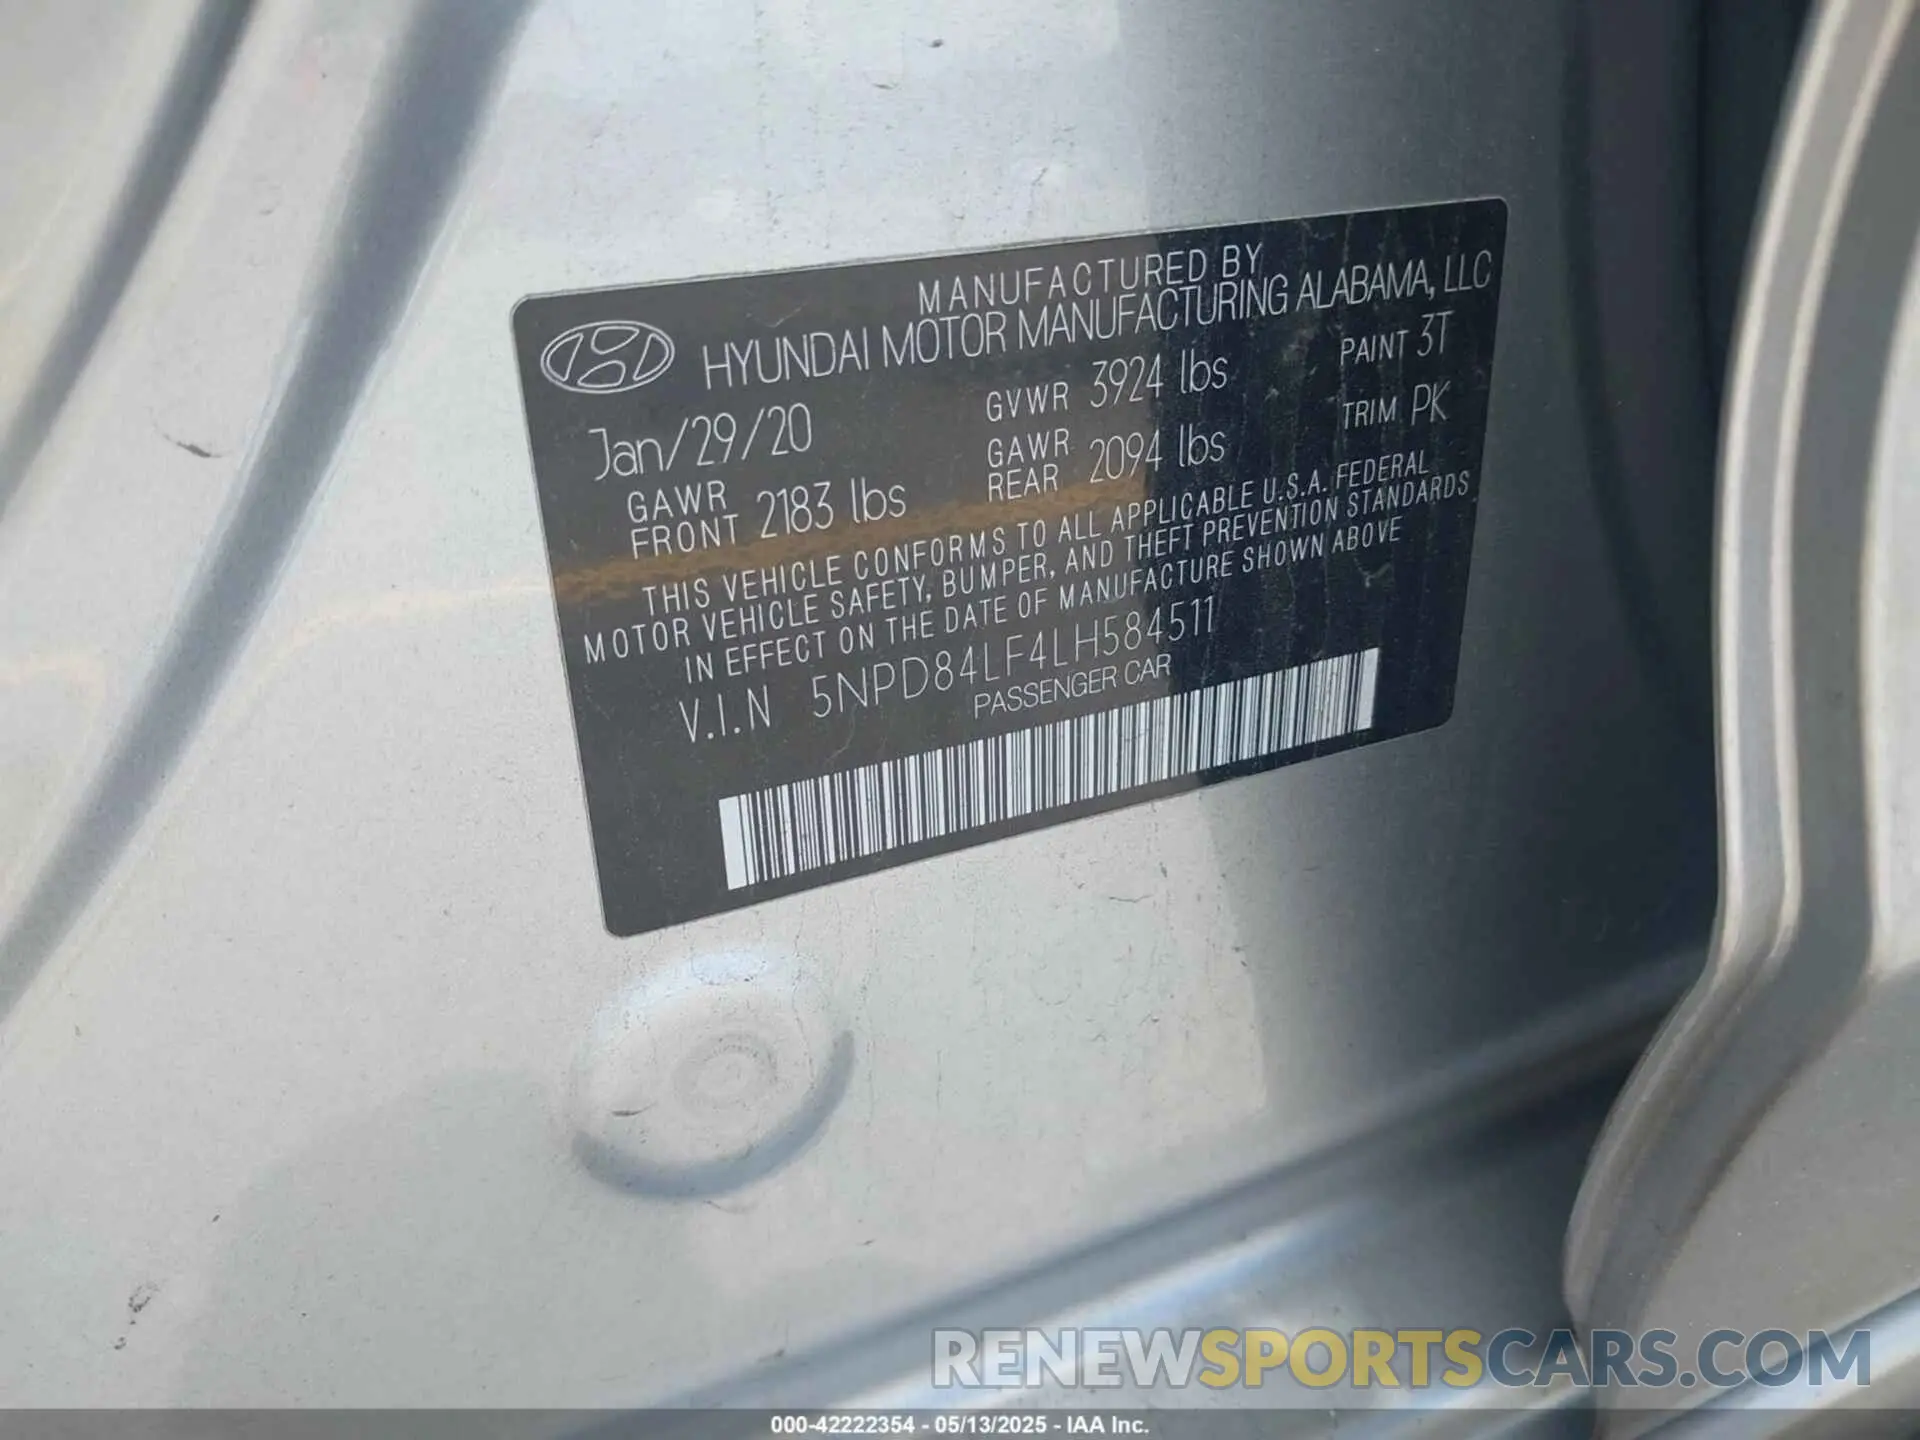 MANUFACTURED BY
HYUNDAI MOTOR MANUFACTURING ALABAMA, LLC
Jan/29/20 GVWR 3924 lbs PAINT 3T
GAWR FRONT 2183 lbs GAWR REAR 2094 lbs TRIM PK
THIS VEHICLE CONFORMS TO ALL APPLICABLE U.S.A. FEDERAL
MOTOR VEHICLE SAFETY, BUMPER, AND THEFT PREVENTION STANDARDS
IN EFFECT ON THE DATE OF MANUFACTURE SHOWN ABOVE
V.I.N 5NPD84LF4LH584511
PASSENGER CAR
RENEWSPORTSCARS.COM
000-42222354 - 05/13/2025 - IAA Inc.